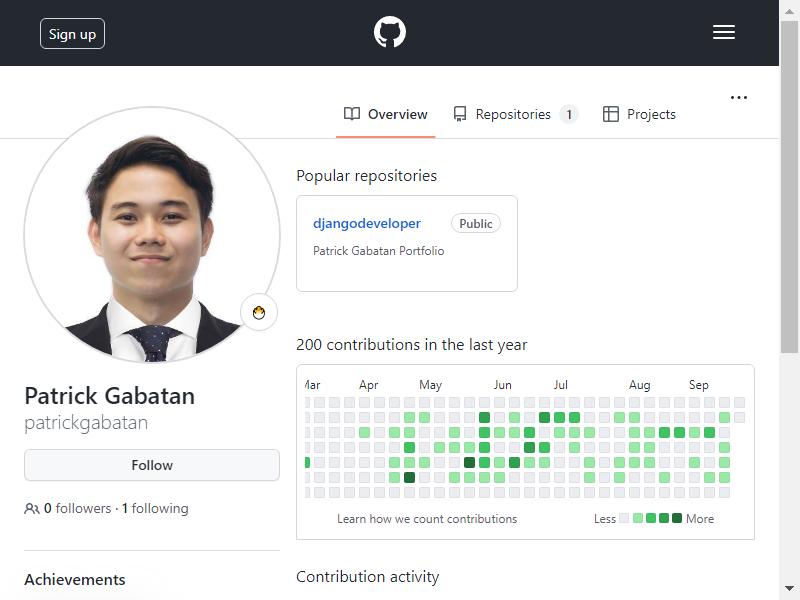 Sign up
Overview
Repositories 1
Projects
Popular repositories
djangodeveloper Public
Patrick Gabatan Portfolio
200 contributions in the last year
Mar Apr May Jun Jul Aug Sep
Learn how we count contributions
Less More
Patrick Gabatan
patrickgabatan
Follow
0 followers · 1 following
Achievements
Contribution activity